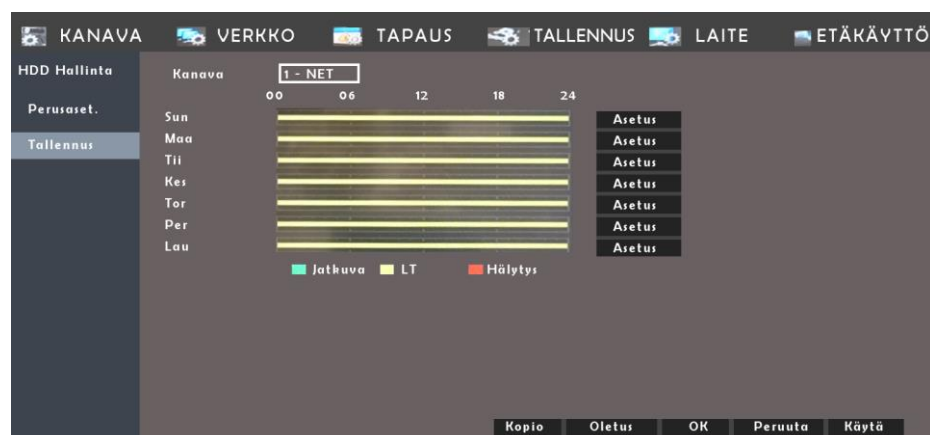 KANAVA VERKKO TAPAUS TALLENNUS LAITE ETÄKÄYTTÖ
HDD Hallinta
Perusaset.
Tallennus
Kanava 1 - NET
00 06 12 18 24
Sun Asetus
Maa Asetus
Tii Asetus
Kes Asetus
Tor Asetus
Per Asetus
Lau Asetus
Jatkuva LT Hälytys
Kopio Oletus OK Peruuta Käytä